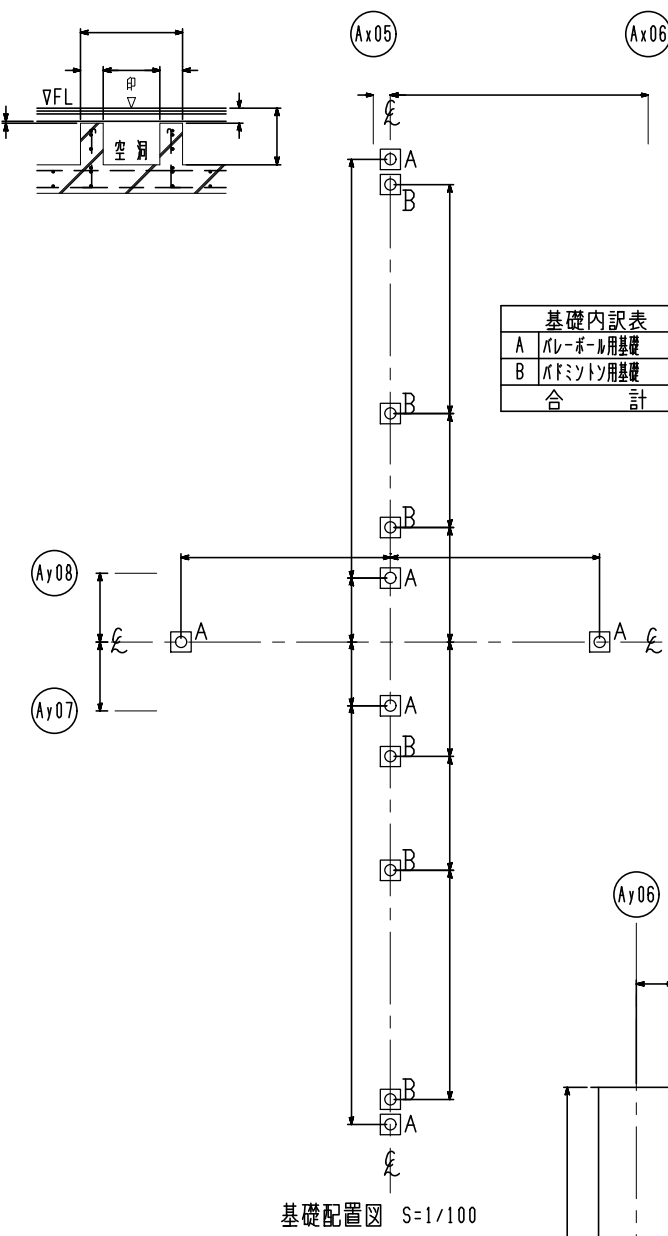 Ax05
Ax06
印
▽FL
空洞
℄
A
B
基礎内訳表
A バレーボール用基礎
B バドミントン用基礎
合 計
B
B
Ay08
A
℄ A
A ℄
Ay07
A
B
B
Ay06
B
A
℄
基礎配置図 S=1/100